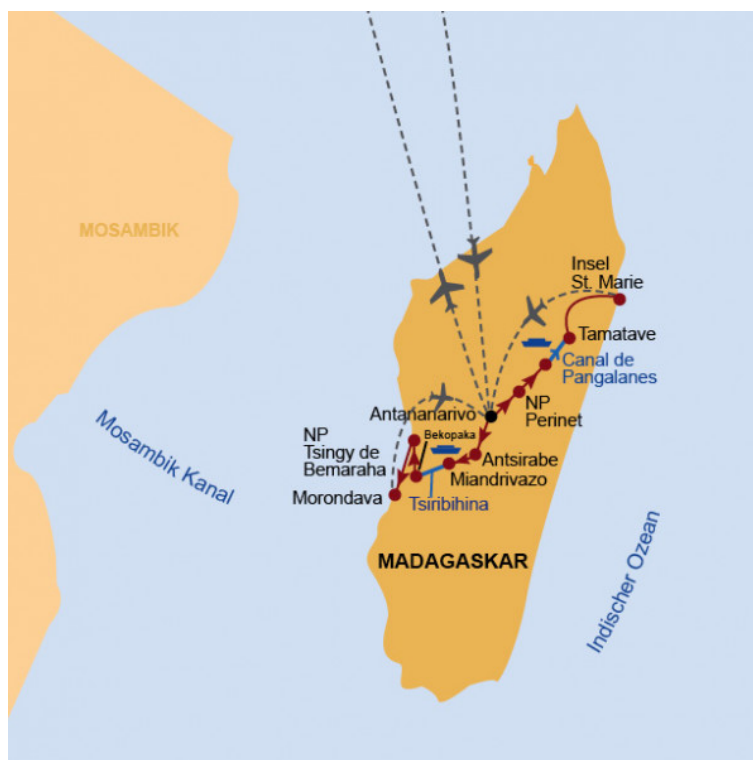 MOSAMBIK
Insel
St. Marie
Tamatave
Canal de
Pangalanes
NP
Perinet
Antananarivo
Bekopaka
NP
Tsingy de
Bemaraha
Antsirabe
Miandrivazo
Morondava
Tsiribihina
Mosambik Kanal
MADAGASKAR
Indischer Ozean